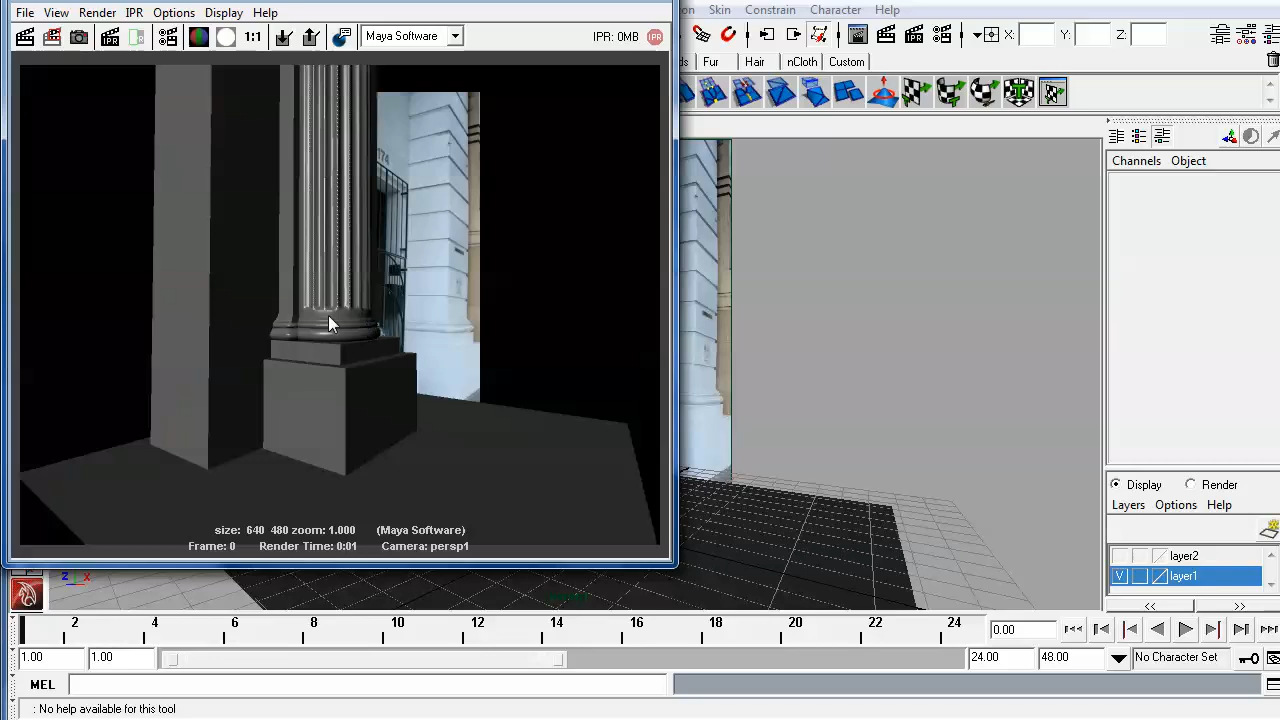 File View Render IPR Options Display Help
Skin Constrain Character Help
1:1 Maya Software IPR: 0MB IPR
X: Y: Z:
ds Fur Hair nCloth Custom
Channels Object
174
Display Render
Layers Options Help
size: 640 480 zoom: 1.000 (Maya Software)
Frame: 0 Render Time: 0:01 Camera: persp1
layer2
V layer1
Z X
<< >>
2 4 6 8 10 12 14 16 18 20 22 24 0.00
1.00 1.00 24.00 48.00 No Character Set
MEL
: No help available for this tool